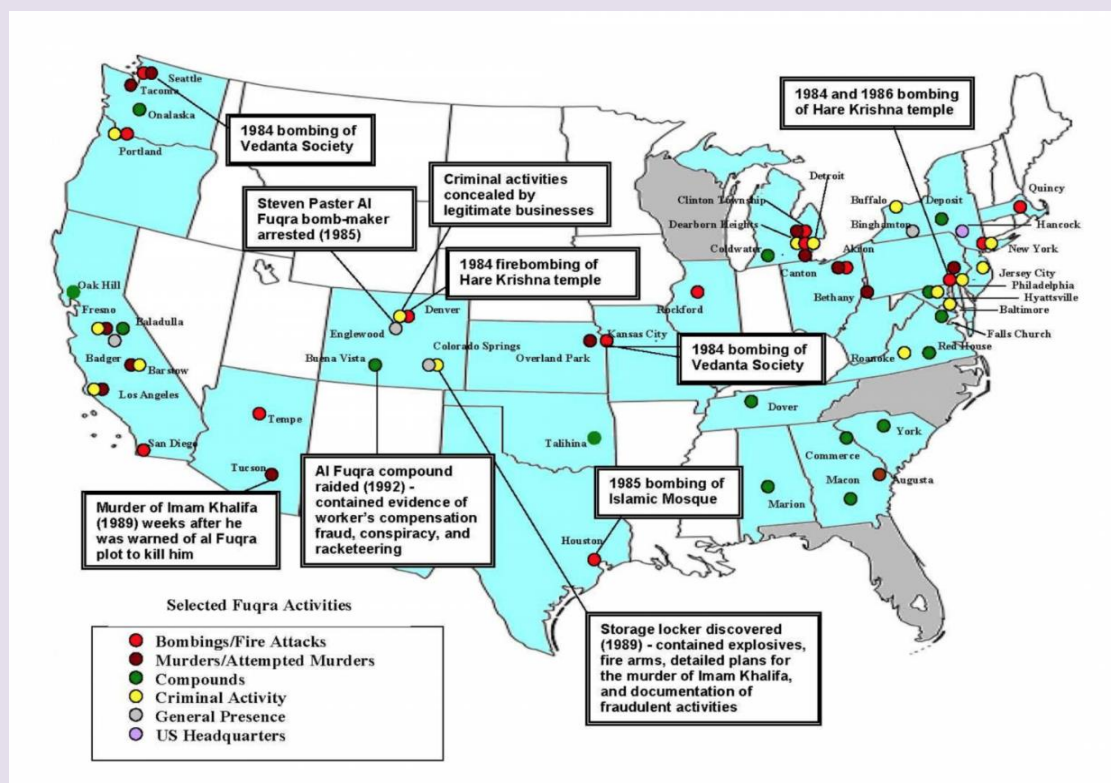 Seattle
Tacoma
Onalaska
Portland
1984 bombing of
Vedanta Society
Steven Paster Al
Fuqra bomb-maker
arrested (1985)
Criminal activities
concealed by
legitimate businesses
1984 firebombing of
Hare Krishna temple
1984 and 1986 bombing
of Hare Krishna temple
Detroit
Clinton Township
Dearborn Heights
Coldwater
Buffalo
Deposit
Binghamton
Quincy
Hancock
New York
Akron
Canton
Bethany
Jersey City
Philadelphia
Hyattsville
Baltimore
Falls Church
Red House
Roanoke
Oak Hill
Fresno
Baladulla
Badger
Barstow
Los Angeles
San Diego
Englewood
Denver
Buena Vista
Colorado Springs
Rockford
Kansas City
Overland Park
1984 bombing of
Vedanta Society
Tempe
Tucson
Talihina
Dover
York
Commerce
Macon
Augusta
Marion
Murder of Imam Khalifa
(1989) weeks after he
was warned of al Fuqra
plot to kill him
Al Fuqra compound
raided (1992) -
contained evidence of
worker's compensation
fraud, conspiracy, and
racketeering
1985 bombing of
Islamic Mosque
Houston
Storage locker discovered
(1989) - contained explosives,
fire arms, detailed plans for
the murder of Imam Khalifa,
and documentation of
fraudulent activities
Selected Fuqra Activities
Bombings/Fire Attacks
Murders/Attempted Murders
Compounds
Criminal Activity
General Presence
US Headquarters